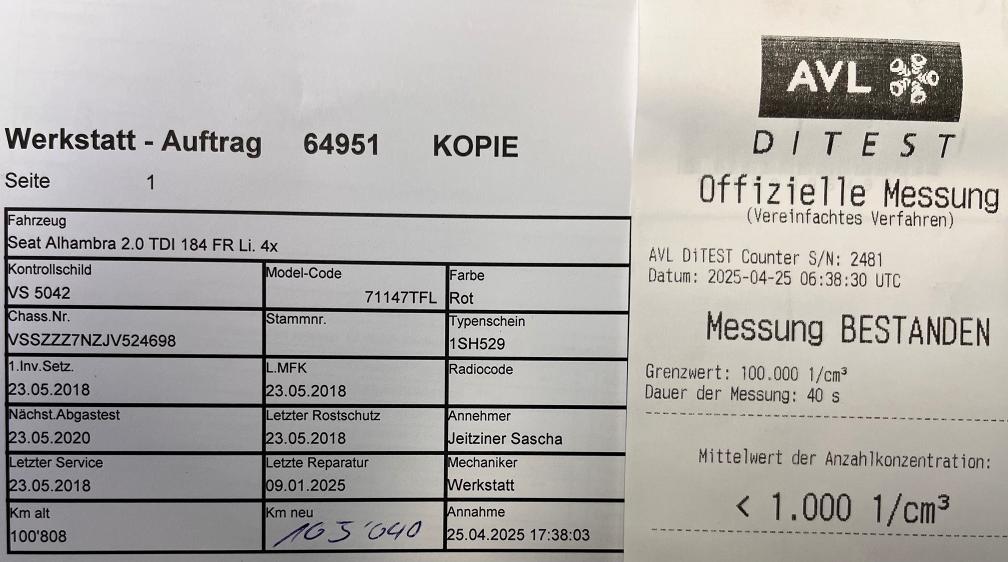 Werkstatt - Auftrag 64951 KOPIE
Seite 1
Fahrzeug
Seat Alhambra 2.0 TDI 184 FR Li. 4x
Kontrollschild Model-Code Farbe
VS 5042 71147TFL Rot
Chass.Nr. Stammnr. Typenschein
VSSZZZ7NZJV524698 1SH529
1.Inv.Setz. L.MFK Radiocode
23.05.2018 23.05.2018
Nächst.Abgastest Letzter Rostschutz Annehmer
23.05.2020 23.05.2018 Jeitziner Sascha
Letzter Service Letzte Reparatur Mechaniker
23.05.2018 09.01.2025 Werkstatt
Km alt Km neu Annahme
100'808 105'040 25.04.2025 17:38:03
AVL
DITEST
Offizielle Messung
(Vereinfachtes Verfahren)
AVL DiTEST Counter S/N: 2481
Datum: 2025-04-25 06:38:30 UTC
Messung BESTANDEN
Grenzwert: 100.000 1/cm³
Dauer der Messung: 40 s
Mittelwert der Anzahlkonzentration:
< 1.000 1/cm³